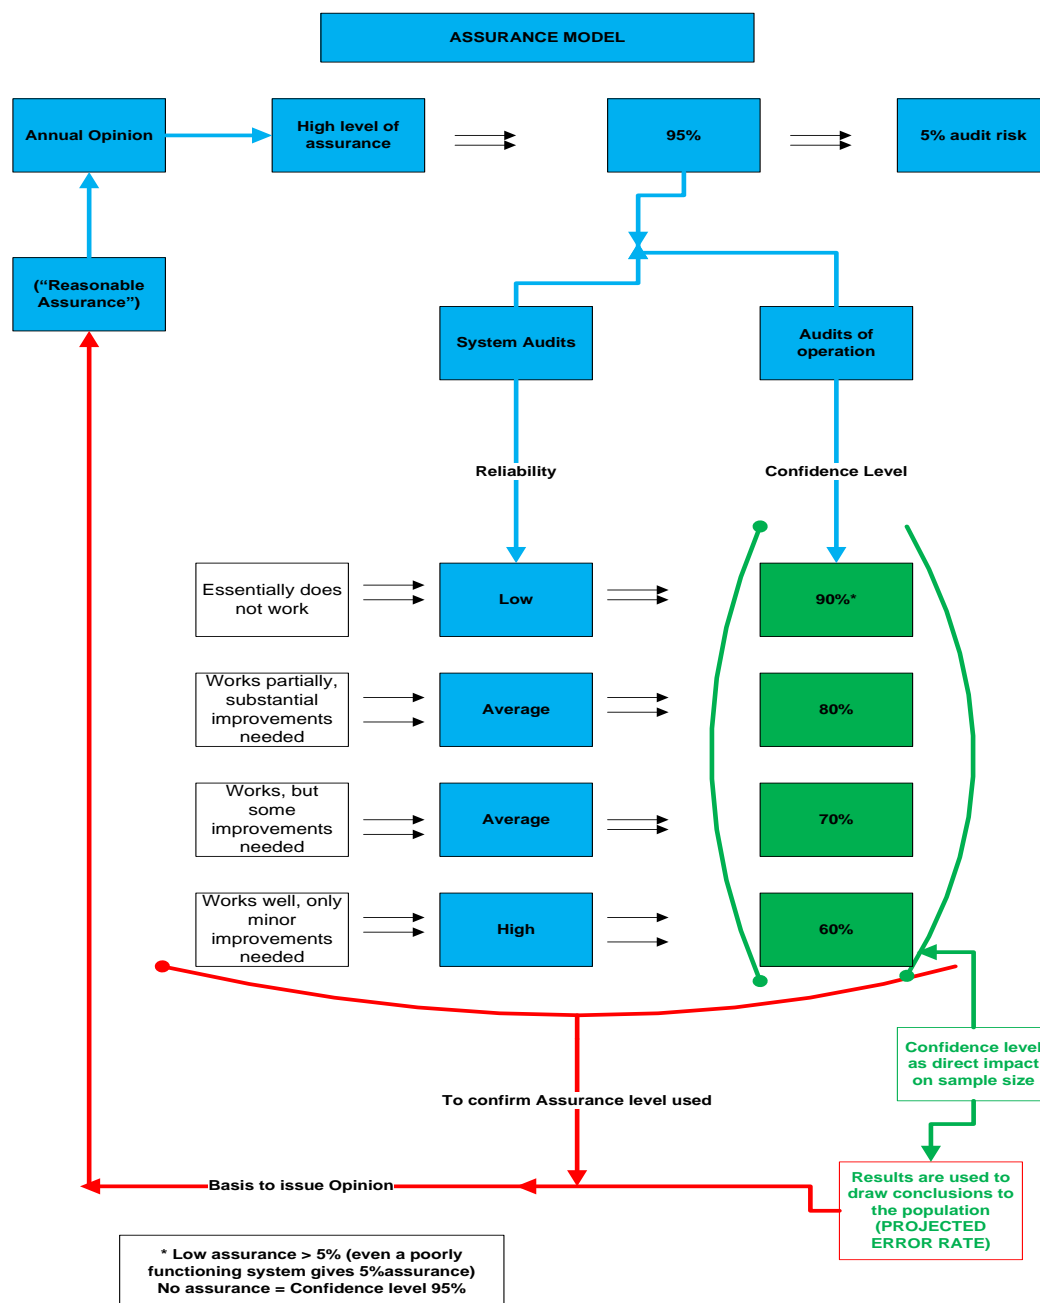 ASSURANCE MODEL
Annual Opinion
High level of
assurance
95%
5% audit risk
("Reasonable
Assurance")
System Audits
Audits of
operation
Reliability
Confidence Level
Essentially does
not work
Low
90%*
Works partially,
substantial
improvements
needed
Average
80%
Works, but
some
improvements
needed
Average
70%
Works well, only
minor
improvements
needed
High
60%
Confidence level
as direct impact
on sample size
To confirm Assurance level used
Basis to issue Opinion
Results are used to
draw conclusions to
the population
(PROJECTED
ERROR RATE)
* Low assurance > 5% (even a poorly
functioning system gives 5%assurance)
No assurance = Confidence level 95%